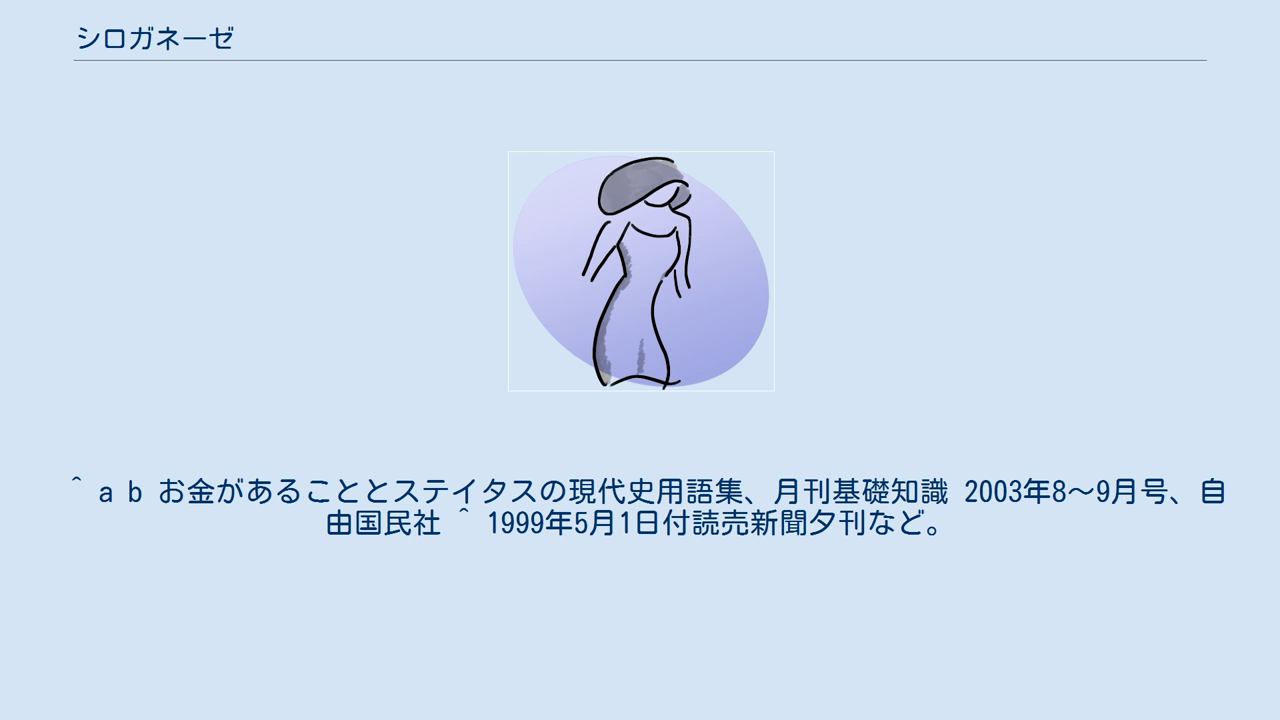 シロガネーゼ
^ a b お金があることとステイタスの現代史用語集、月刊基礎知識 2003年8〜9月号、自
由国民社 ^ 1999年5月1日付読売新聞夕刊など。